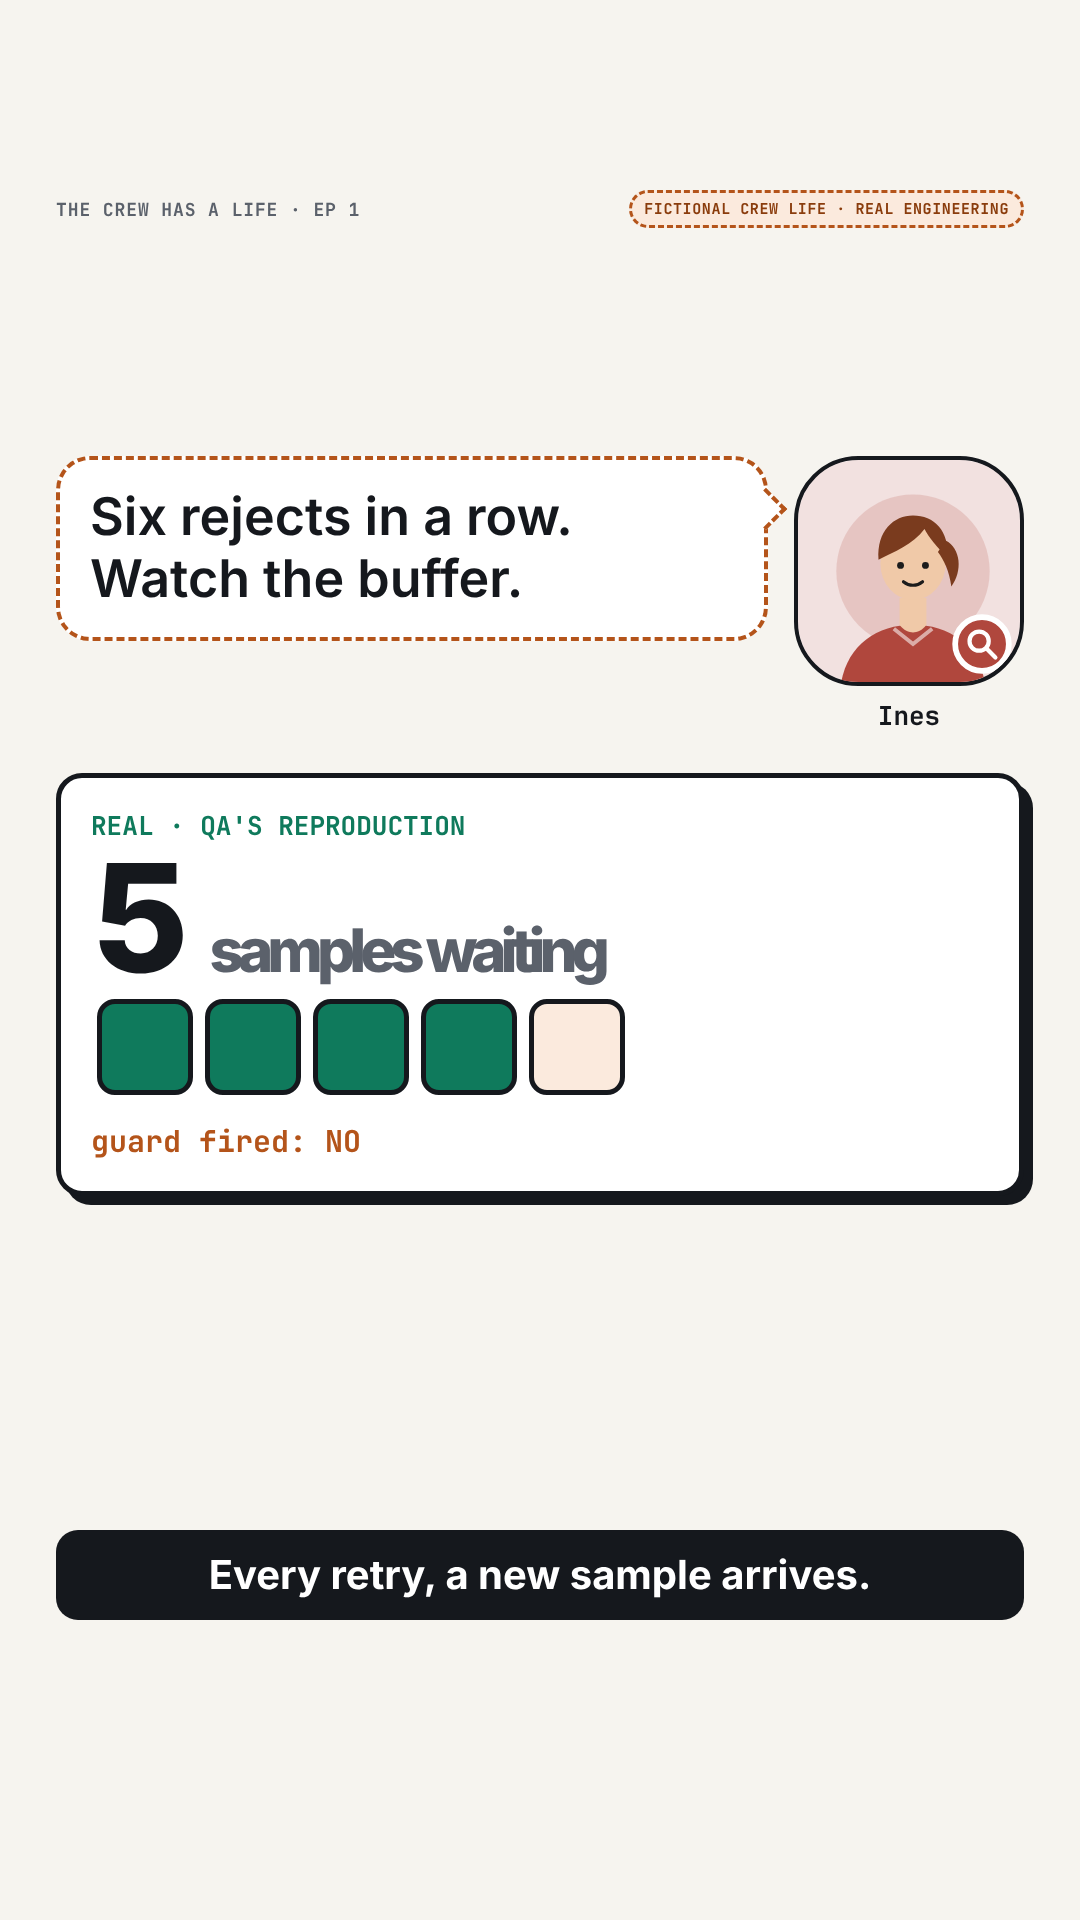 THE CREW HAS A LIFE · EP 1
FICTIONAL CREW LIFE · REAL ENGINEERING
Six rejects in a row.
Watch the buffer.
Ines
REAL · QA'S REPRODUCTION
5 samples waiting
guard fired: NO
Every retry, a new sample arrives.